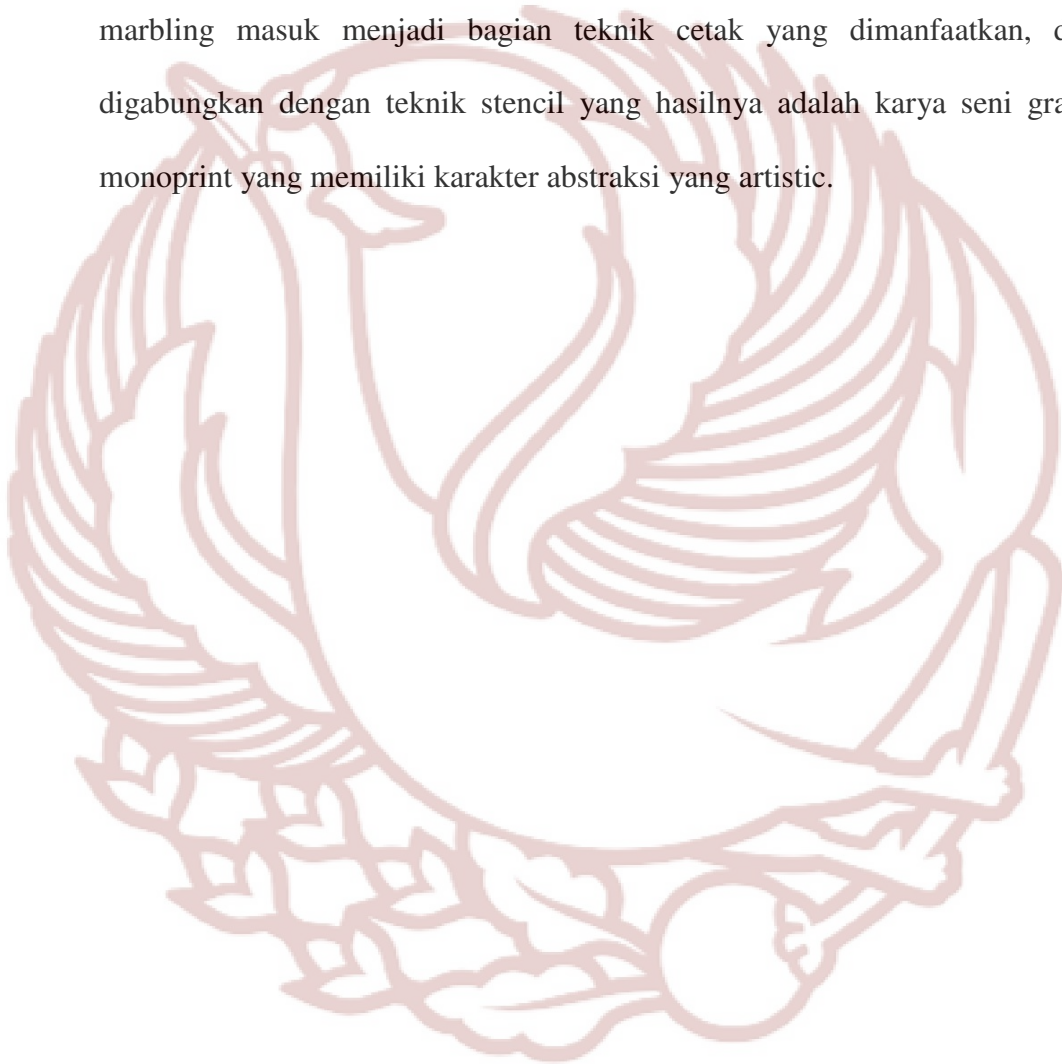 marbling masuk menjadi bagian teknik cetak yang dimanfaatkan,
digabungkan dengan teknik stencil yang hasilnya adalah karya seni
monoprint yang memiliki karakter abstraksi yang artistic.